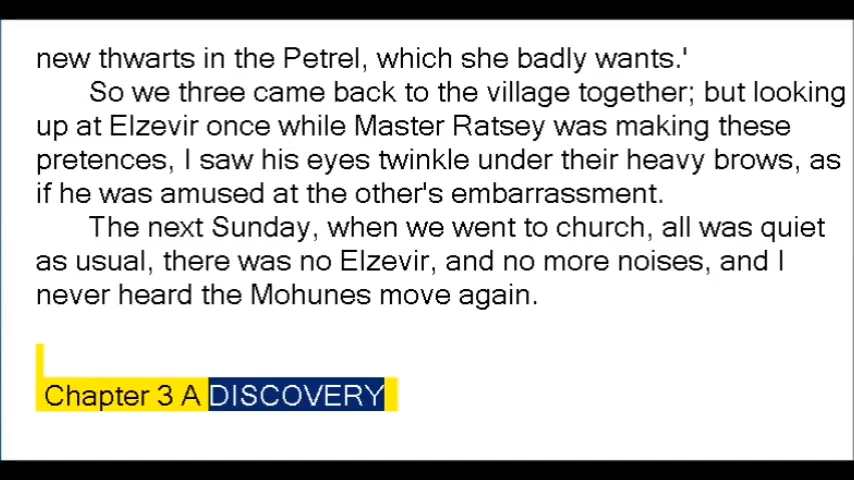 new thwarts in the Petrel, which she badly wants.'
So we three came back to the village together; but looking
up at Elzevir once while Master Ratsey was making these
pretences, I saw his eyes twinkle under their heavy brows, as
if he was amused at the other's embarrassment.
The next Sunday, when we went to church, all was quiet
as usual, there was no Elzevir, and no more noises, and I
never heard the Mohunes move again.
Chapter 3 A DISCOVERY